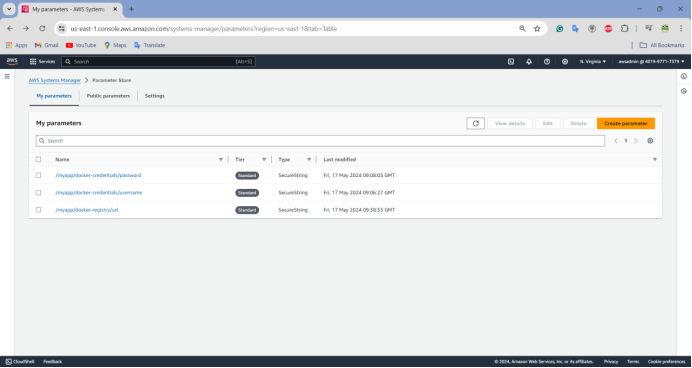 My parameters - AWS Systems
us-east-1.console.aws.amazon.com/systems-manager/parameters?region=us-east-1&tab=Table
Apps Gmail YouTube Maps Translate All Bookmarks
aws Services Search [Alt+S] N. Virginia awsadmin @ 4019-9771-7379
AWS Systems Manager > Parameter Store
My parameters Public parameters Settings
My parameters View details Edit Delete Create parameter
Search 1
Name Tier Type Last modified
/myapp/docker-credentials/password Standard SecureString Fri, 17 May 2024 09:08:03 GMT
/myapp/docker-credentials/username Standard SecureString Fri, 17 May 2024 09:06:27 GMT
/myapp/docker-registry/url Standard SecureString Fri, 17 May 2024 09:38:53 GMT
CloudShell Feedback © 2024, Amazon Web Services, Inc. or its affiliates. Privacy Terms Cookie preferences